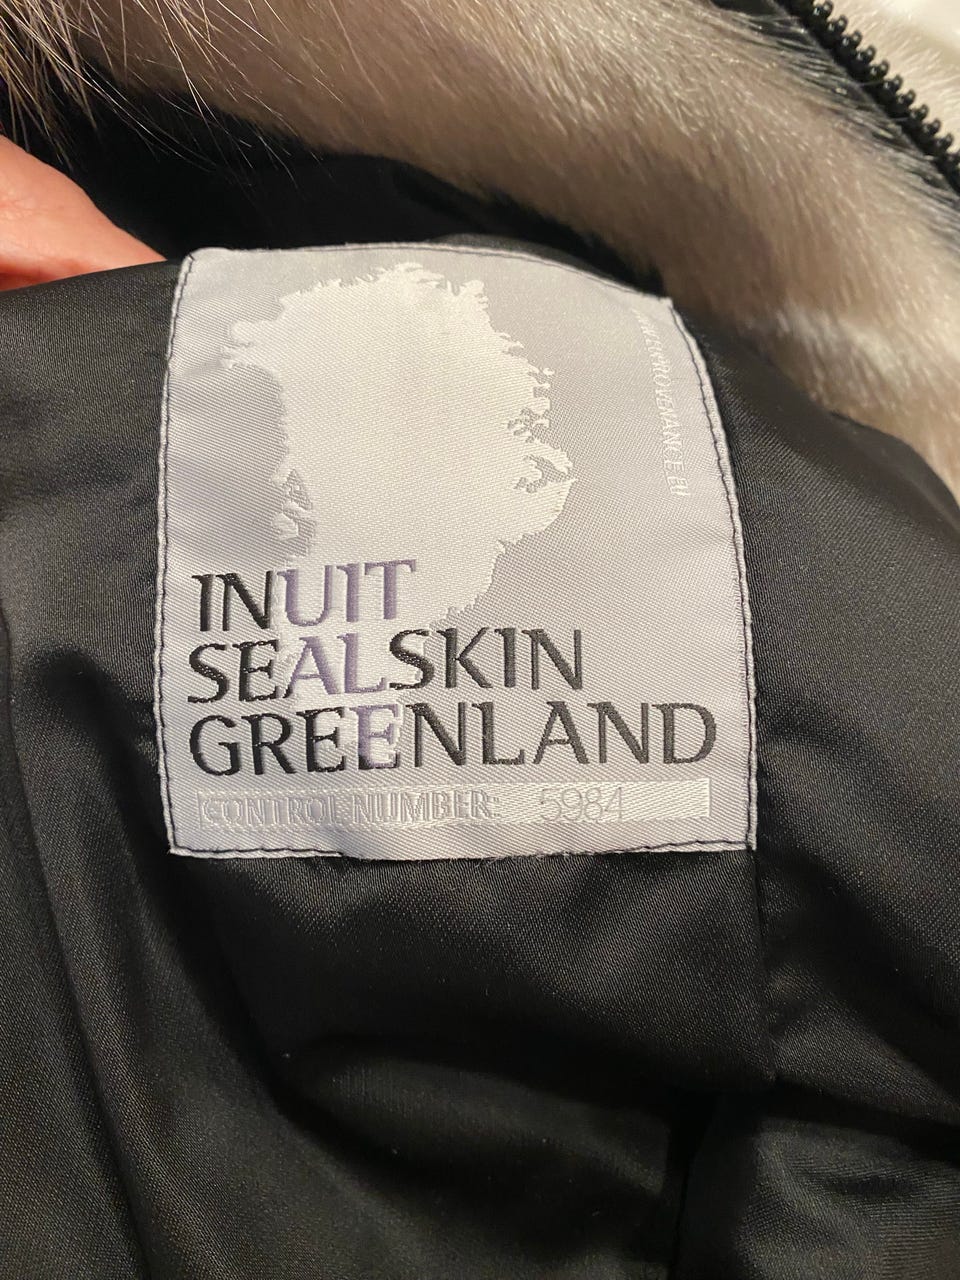 INUIT
SEALSKIN
GREENLAND
CONTROL NUMBER: 5984